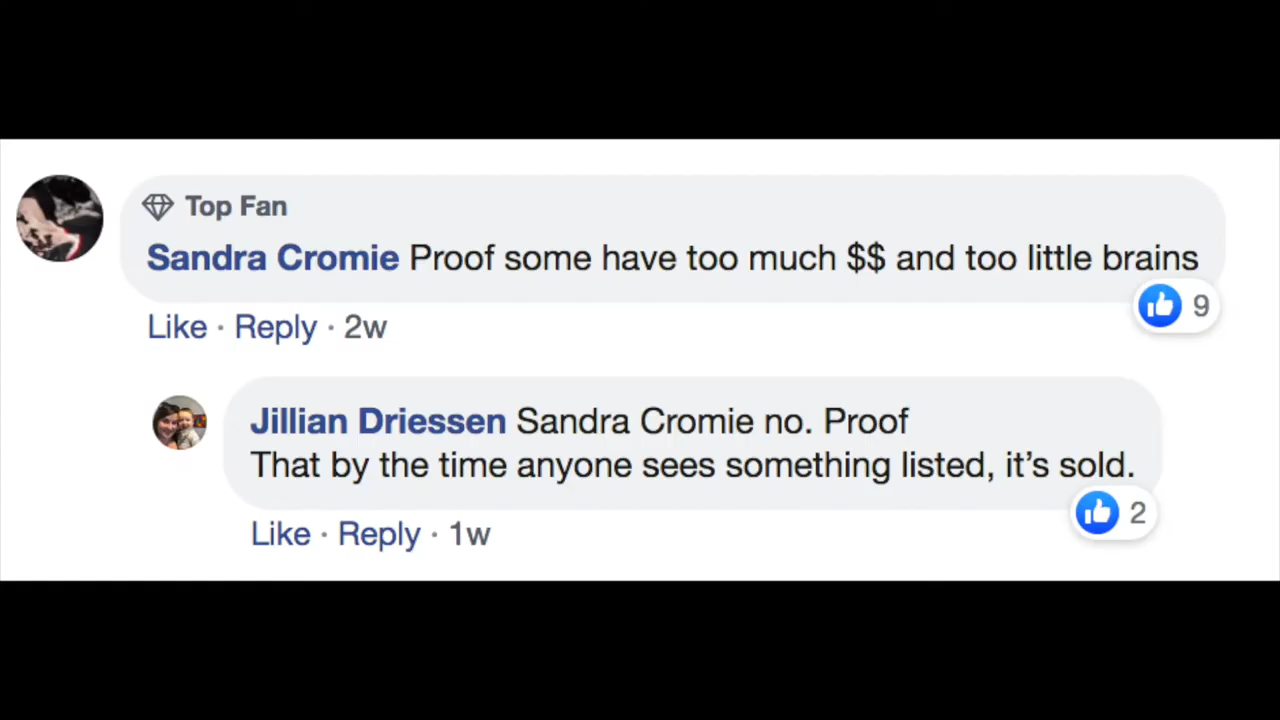 Top Fan
Sandra Cromie Proof some have too much $$ and too little brains
9
Like · Reply · 2w
Jillian Driessen Sandra Cromie no. Proof
That by the time anyone sees something listed, it’s sold.
2
Like · Reply · 1w